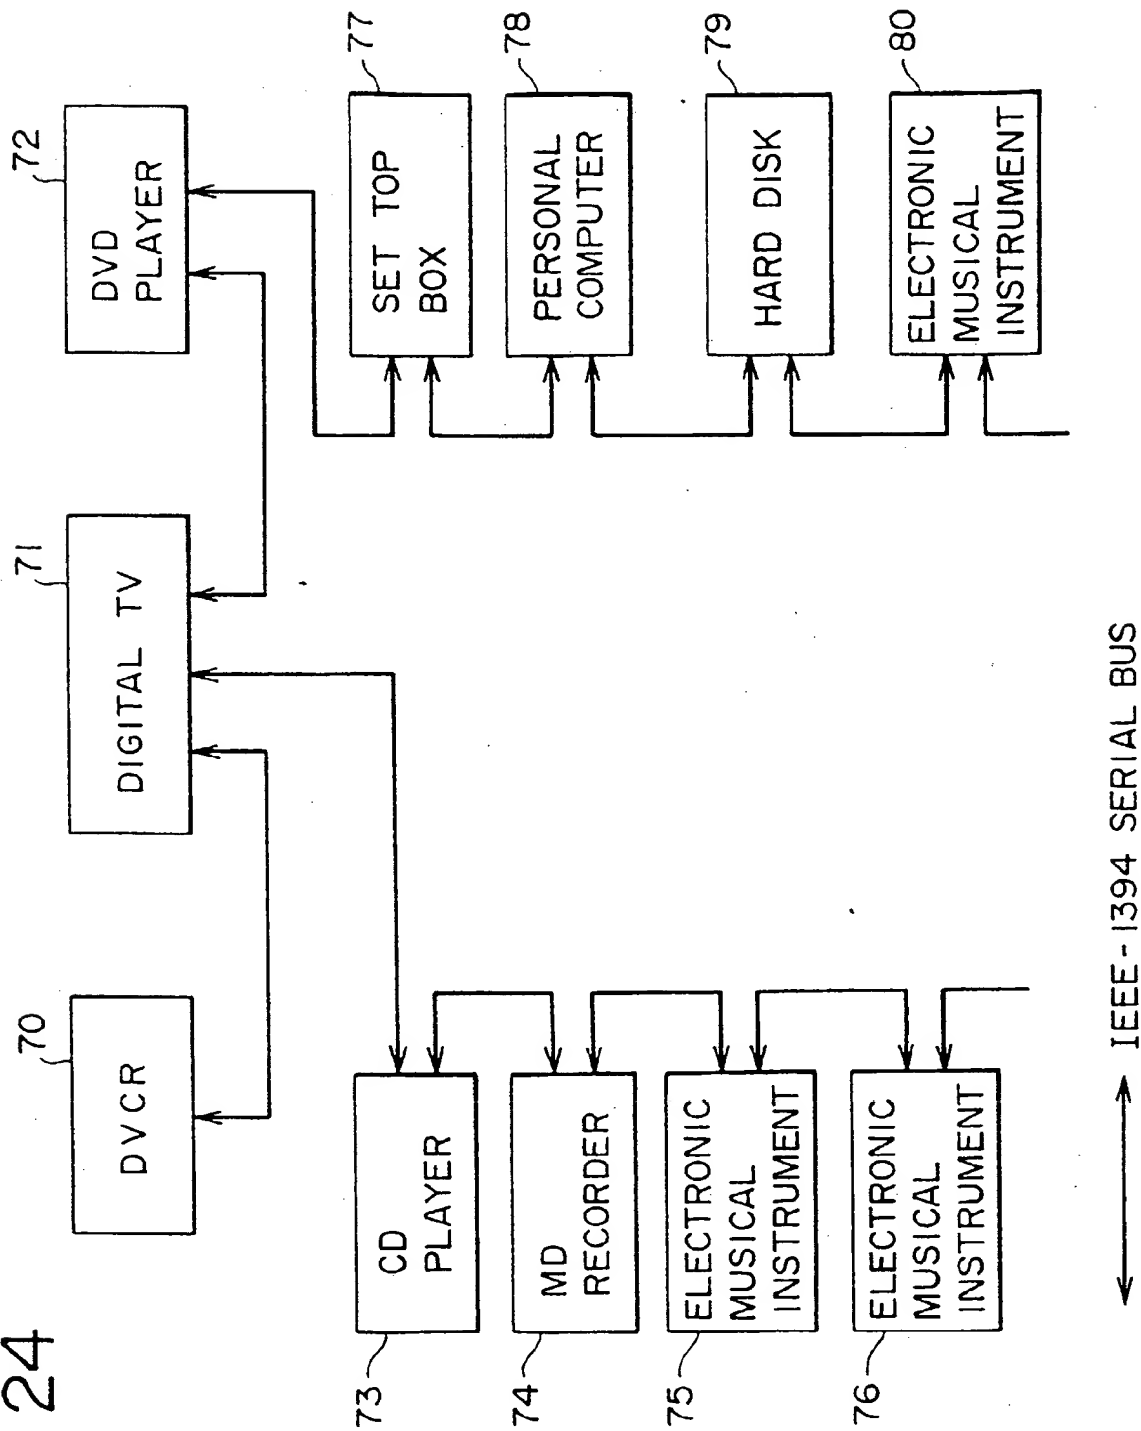 24
70
DVCR
71
DIGITAL TV
72
DVD
PLAYER
73
CD
PLAYER
74
MD
RECORDER
75
ELECTRONIC
MUSICAL
INSTRUMENT
76
ELECTRONIC
MUSICAL
INSTRUMENT
77
SET TOP
BOX
78
PERSONAL
COMPUTER
79
HARD DISK
80
ELECTRONIC
MUSICAL
INSTRUMENT
IEEE-1394 SERIAL BUS